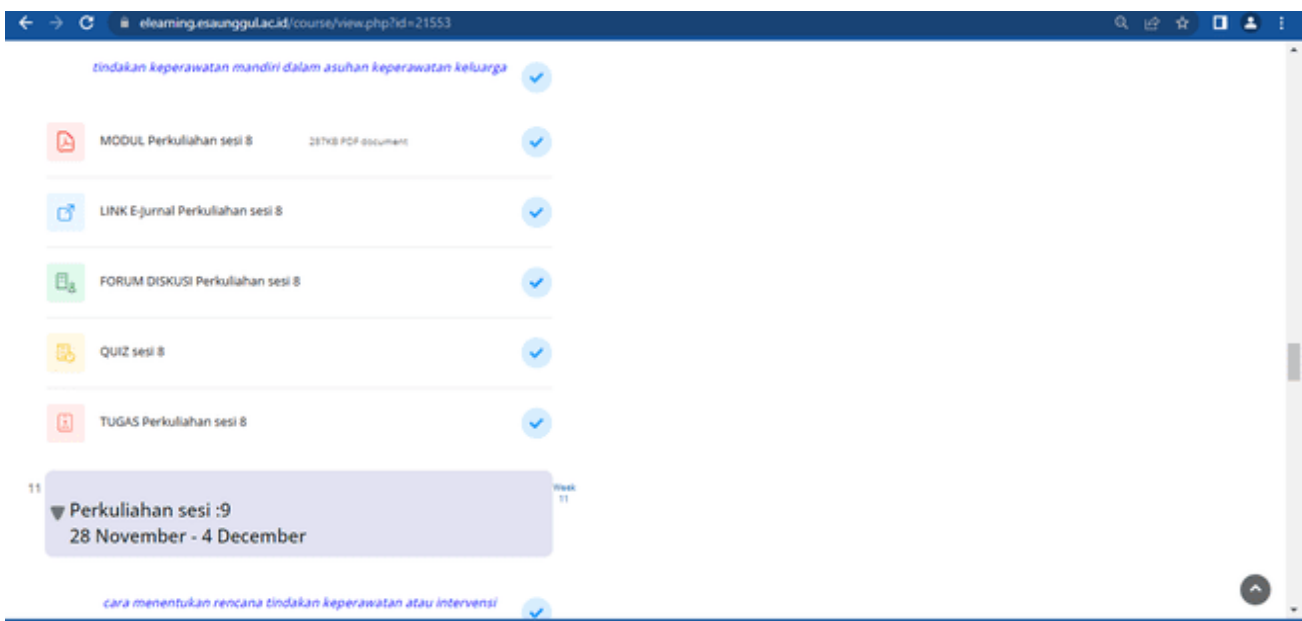 elearning.esaunggul.ac.id/course/view.php?id=21553
tindakan keperawatan mandiri dalam asuhan keperawatan keluarga
MODUL Perkuliahan sesi 8 287KB PDF document
LINK E-Jurnal Perkuliahan sesi 8
FORUM DISKUSI Perkuliahan sesi 8
QUIZ sesi 8
TUGAS Perkuliahan sesi 8
11
Week
11
Perkuliahan sesi :9
28 November - 4 December
cara menentukan rencana tindakan keperawatan atau intervensi